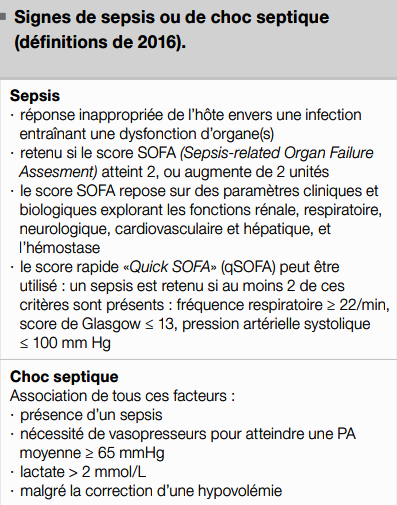 Signes de sepsis ou de choc septique
(définitions de 2016).
Sepsis
· réponse inappropriée de l'hôte envers une infection
entraînant une dysfonction d'organe(s)
· retenu si le score SOFA (Sepsis-related Organ Failure
Assesment) atteint 2, ou augmente de 2 unités
· le score SOFA repose sur des paramètres cliniques et
biologiques explorant les fonctions rénale, respiratoire,
neurologique, cardiovasculaire et hépatique, et
l'hémostase
· le score rapide «Quick SOFA» (qSOFA) peut être
utilisé : un sepsis est retenu si au moins 2 de ces
critères sont présents : fréquence respiratoire ≥ 22/min,
score de Glasgow ≤ 13, pression artérielle systolique
≤ 100 mm Hg
Choc septique
Association de tous ces facteurs :
· présence d'un sepsis
· nécessité de vasopresseurs pour atteindre une PA
moyenne ≥ 65 mmHg
· lactate > 2 mmol/L
· malgré la correction d'une hypovolémie